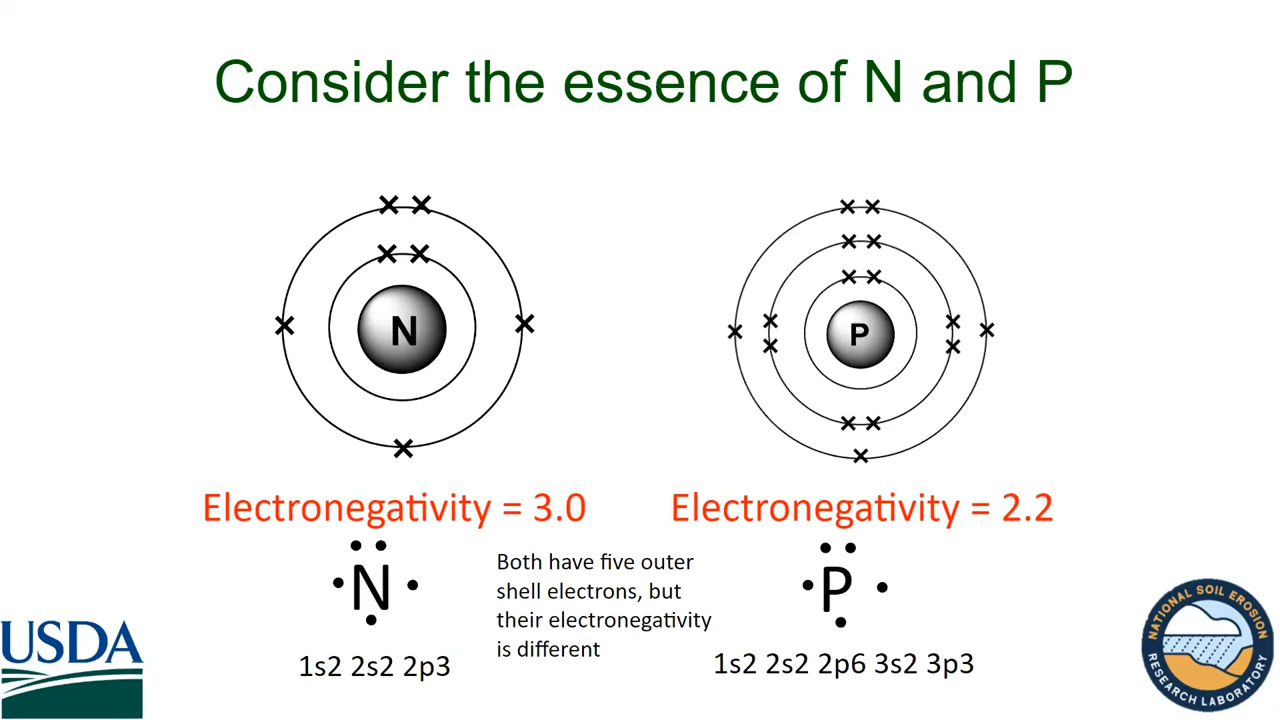 Consider the essence of N and P
N
P
Electronegativity = 3.0
Electronegativity = 2.2
N
Both have five outer
shell electrons, but
their electronegativity
is different
P
1s2 2s2 2p3
1s2 2s2 2p6 3s2 3p3
USDA
NATIONAL SOIL EROSION
RESEARCH LABORATORY